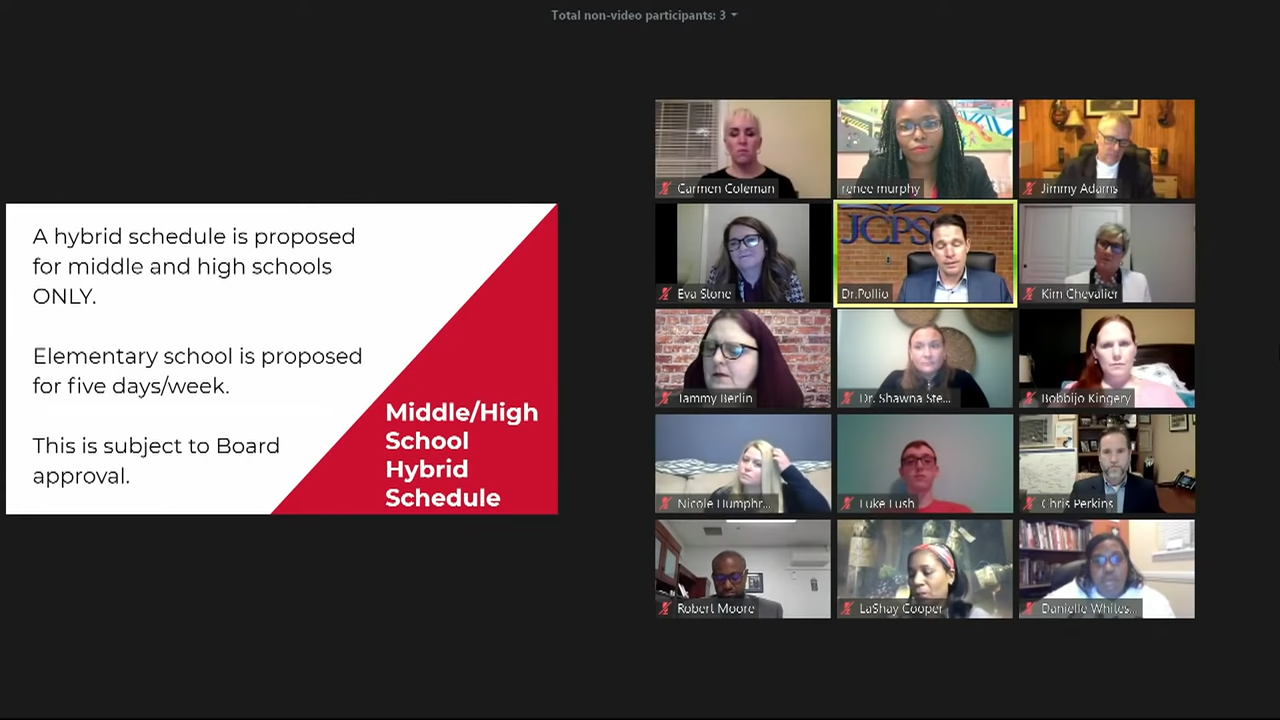 Total non-video participants: 3
A hybrid schedule is proposed
for middle and high schools
ONLY.
Elementary school is proposed
for five days/week.
This is subject to Board
approval.
Middle/High
School
Hybrid
Schedule
Carmen Coleman
renee murphy
Jimmy Adams
Eva Stone
JCPS
Dr.Pollio
Kim Chevalier
Tammy Berlin
Dr. Shawna Ste...
Bobbijo Kingery
Nicole Humphr...
Luke Lush
Chris Perkins
Robert Moore
LaShay Cooper
Danielle Whites...